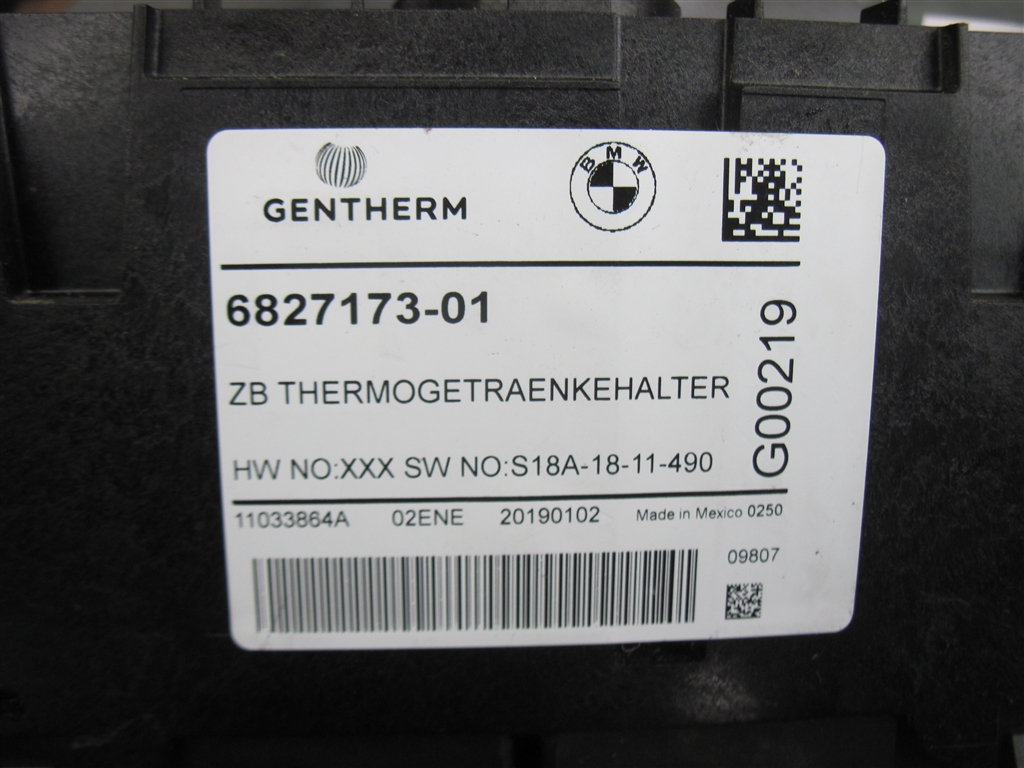 GENTHERM
BMW
6827173-01
ZB THERMOGETRAENKEHALTER
HW NO:XXX SW NO:S18A-18-11-490
G00219
11033864A 02ENE 20190102 Made in Mexico 0250
09807